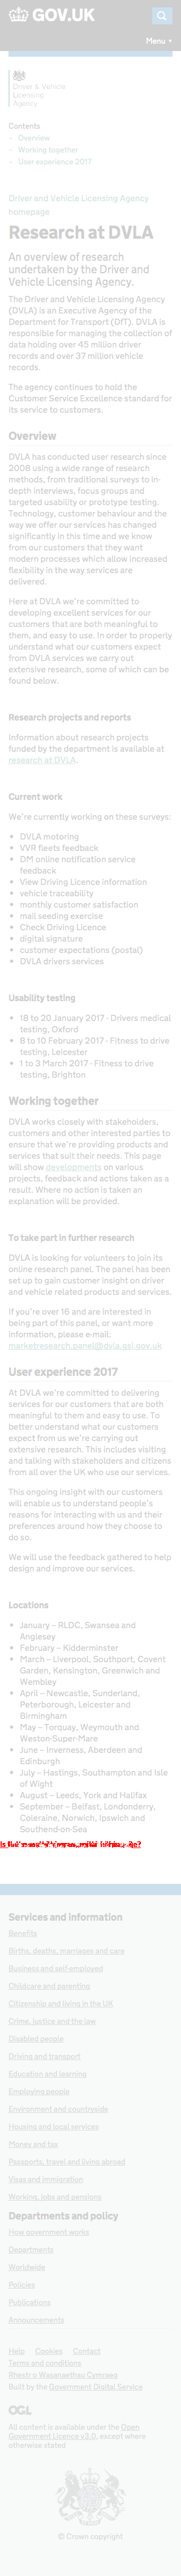 GOV.UK
Menu
Driver & Vehicle
Licensing
Agency
Contents
- Overview
- Working together
- User experience 2017
Driver and Vehicle Licensing Agency
homepage
Research at DVLA
An overview of research
undertaken by the Driver and
Vehicle Licensing Agency.
The Driver and Vehicle Licensing Agency
(DVLA) is an Executive Agency of the
Department for Transport (DfT). DVLA is
responsible for managing the collection of
data holding over 45 million driver
records and over 37 million vehicle
records.
The agency continues to hold the
Customer Service Excellence standard for
its service to customers.
Overview
DVLA has conducted user research since
2008 using a wide range of research
methods, from traditional surveys to in-
depth interviews, focus groups and
targeted usability or prototype testing.
Technology, customer behaviour and the
way we offer our services has changed
significantly in this time and we know
from our customers that they want
modern processes which allow increased
flexibility in the way services are
delivered.
Here at DVLA we're committed to
developing excellent services for our
customers that are both meaningful to
them, and easy to use. In order to properly
understand what our customers expect
from DVLA services we carry out
extensive research, some of which can be
found below.
Research projects and reports
Information about research projects
funded by the department is available at
research at DVLA.
Current work
We're currently working on these surveys:
• DVLA motoring
• VVR fleets feedback
• DM online notification service
feedback
• View Driving Licence information
• vehicle traceability
• monthly customer satisfaction
• mail seeding exercise
• Check Driving Licence
• digital signature
• customer expectations (postal)
• DVLA drivers services
Usability testing
• 18 to 20 January 2017 - Drivers medical
testing, Oxford
• 8 to 10 February 2017 - Fitness to drive
testing, Leicester
• 1 to 3 March 2017 - Fitness to drive
testing, Brighton
Working together
DVLA works closely with stakeholders,
customers and other interested parties to
ensure that we're providing products and
services that suit their needs. This page
will show developments on various
projects, feedback and actions taken as a
result. Where no action is taken an
explanation will be provided.
To take part in further research
DVLA is looking for volunteers to join in its
online research panel. The panel has been
set up to gain customer insight on driver
and vehicle related products and services.
If you're over 16 and are interested in
being part of this panel, or want more
information, please e-mail:
marketresearch.panel@dvla.gsi.gov.uk
User experience 2017
At DVLA we're committed to delivering
services for our customers that are both
meaningful to them and easy to use. To
better understand what our customers
expect from us we're carrying out
extensive research. This includes visiting
and talking with stakeholders and citizens
from all over the UK who use our services.
This ongoing insight with our customers
will enable us to understand people's
reasons for interacting with us and their
preferences around how they choose to
do so.
We will use the feedback gained to help
design and improve our services.
Locations
• January – RLDC, Swansea and
Anglesey
• February – Kidderminster
• March – Liverpool, Southport, Covent
Garden, Kensington, Greenwich and
Wembley
• April – Newcastle, Sunderland,
Peterborough, Leicester and
Birmingham
• May – Torquay, Weymouth and
Weston-Super-Mare
• June – Inverness, Aberdeen and
Edinburgh
• July – Hastings, Southampton and Isle
of Wight
• August – Leeds, York and Halifax
• September – Belfast, Londonderry,
Coleraine, Norwich, Ipswich and
Southend-on-Sea
Services and information
Benefits
Births, deaths, marriages and care
Business and self-employed
Childcare and parenting
Citizenship and living in the UK
Crime, justice and the law
Disabled people
Driving and transport
Education and learning
Employing people
Environment and countryside
Housing and local services
Money and tax
Passports, travel and living abroad
Visas and immigration
Working, jobs and pensions
Departments and policy
How government works
Departments
Worldwide
Policies
Publications
Announcements
Help Cookies Contact
Terms and conditions
Rhestr o Wasanaethau Cymraeg
Built by the Government Digital Service
OGL
All content is available under the Open
Government Licence v3.0, except where
otherwise stated
© Crown copyright